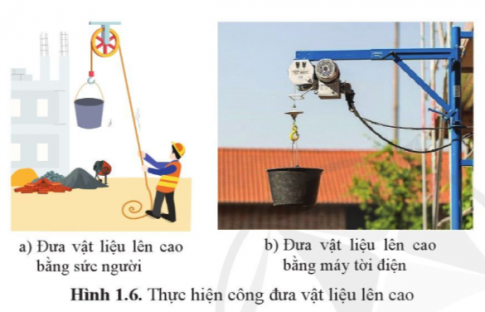 a) Đưa vật liệu lên cao
bằng sức người
b) Đưa vật liệu lên cao
bằng máy tời điện
Hình 1.6. Thực hiện công đưa vật liệu lên cao